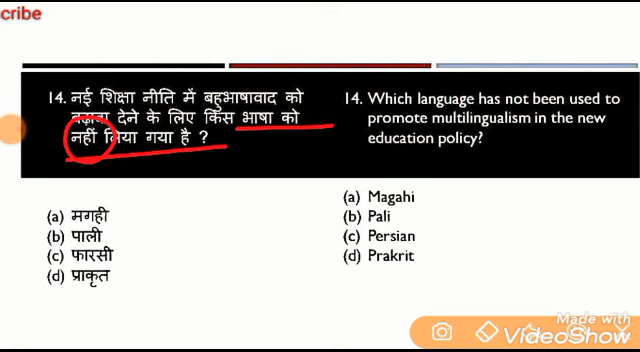 cribe
14. नई शिक्षा नीति में बहुभाषावाद को
बढ़ावा देने के लिए किस भाषा को
नहीं लिया गया है ?
(a) मगही
(b) पाली
(c) फारसी
(d) प्राकृत
14. Which language has not been used to
promote multilingualism in the new
education policy?
(a) Magahi
(b) Pali
(c) Persian
(d) Prakrit
Made with
VideoShow